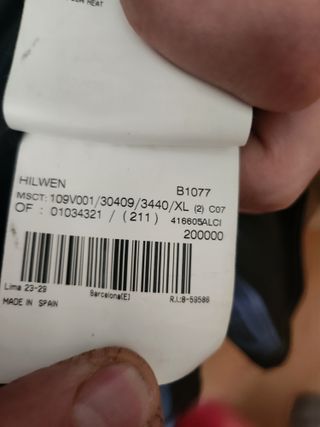 HEAT
HILWEN
B1077
MSCT: 109V001/30409/3440/XL (2) C07
OF : 01034321 / (211) 416605ALCI
200000
Lima 23-29
Barcelona[E]
R.I.:8-59586
MADE IN SPAIN